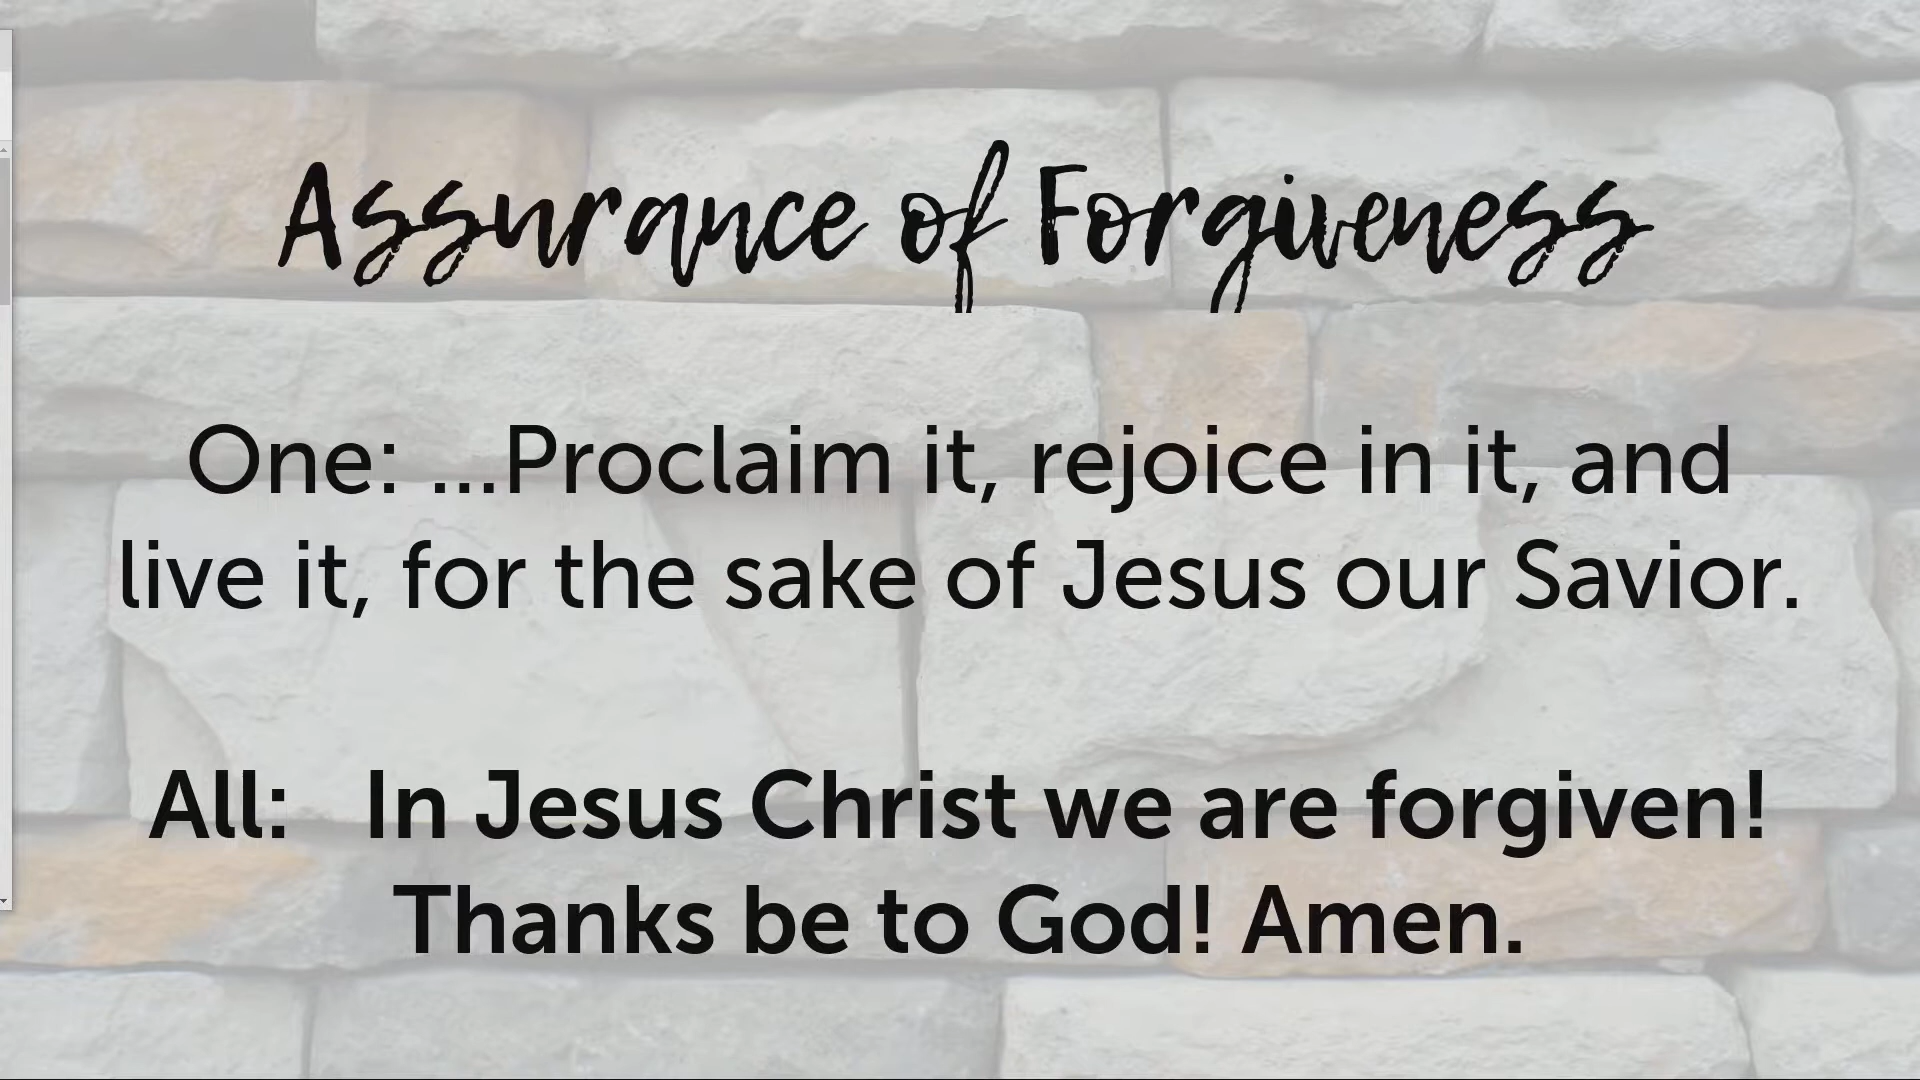 Assurance of Forgiveness
One: ...Proclaim it, rejoice in it, and
live it, for the sake of Jesus our Savior.
All: In Jesus Christ we are forgiven!
Thanks be to God! Amen.